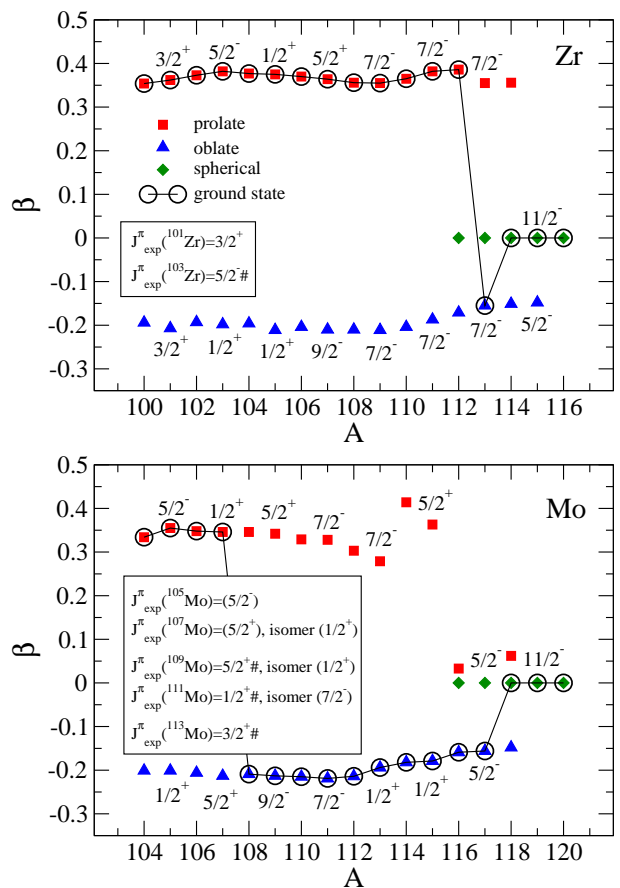 0.5
0.4
0.3
0.2
0.1
0
-0.1
-0.2
-0.3
β
Zr
3/2⁺ 5/2⁻ 1/2⁺ 5/2⁺ 7/2⁻ 7/2⁻ 7/2⁻
prolate
oblate
spherical
ground state
11/2⁻
J^π_exp(¹⁰¹Zr)=3/2⁺
J^π_exp(¹⁰³Zr)=5/2⁻#
3/2⁺ 1/2⁺ 1/2⁺ 9/2⁻ 7/2⁻ 7/2⁻ 7/2⁻ 5/2⁻
100 102 104 106 108 110 112 114 116
A
0.5
0.4
0.3
0.2
0.1
0
-0.1
-0.2
-0.3
β
Mo
5/2⁻ 1/2⁺ 5/2⁺ 7/2⁻ 7/2⁻ 5/2⁺
J^π_exp(¹⁰⁵Mo)=(5/2⁻)
J^π_exp(¹⁰⁷Mo)=(5/2⁺), isomer (1/2⁺)
J^π_exp(¹⁰⁹Mo)=5/2⁺#, isomer (1/2⁺)
J^π_exp(¹¹¹Mo)=1/2⁺#, isomer (7/2⁻)
J^π_exp(¹¹³Mo)=3/2⁺#
5/2⁻ 11/2⁻
1/2⁺ 5/2⁺ 9/2⁻ 7/2⁻ 1/2⁺ 1/2⁺ 5/2⁻
104 106 108 110 112 114 116 118 120
A